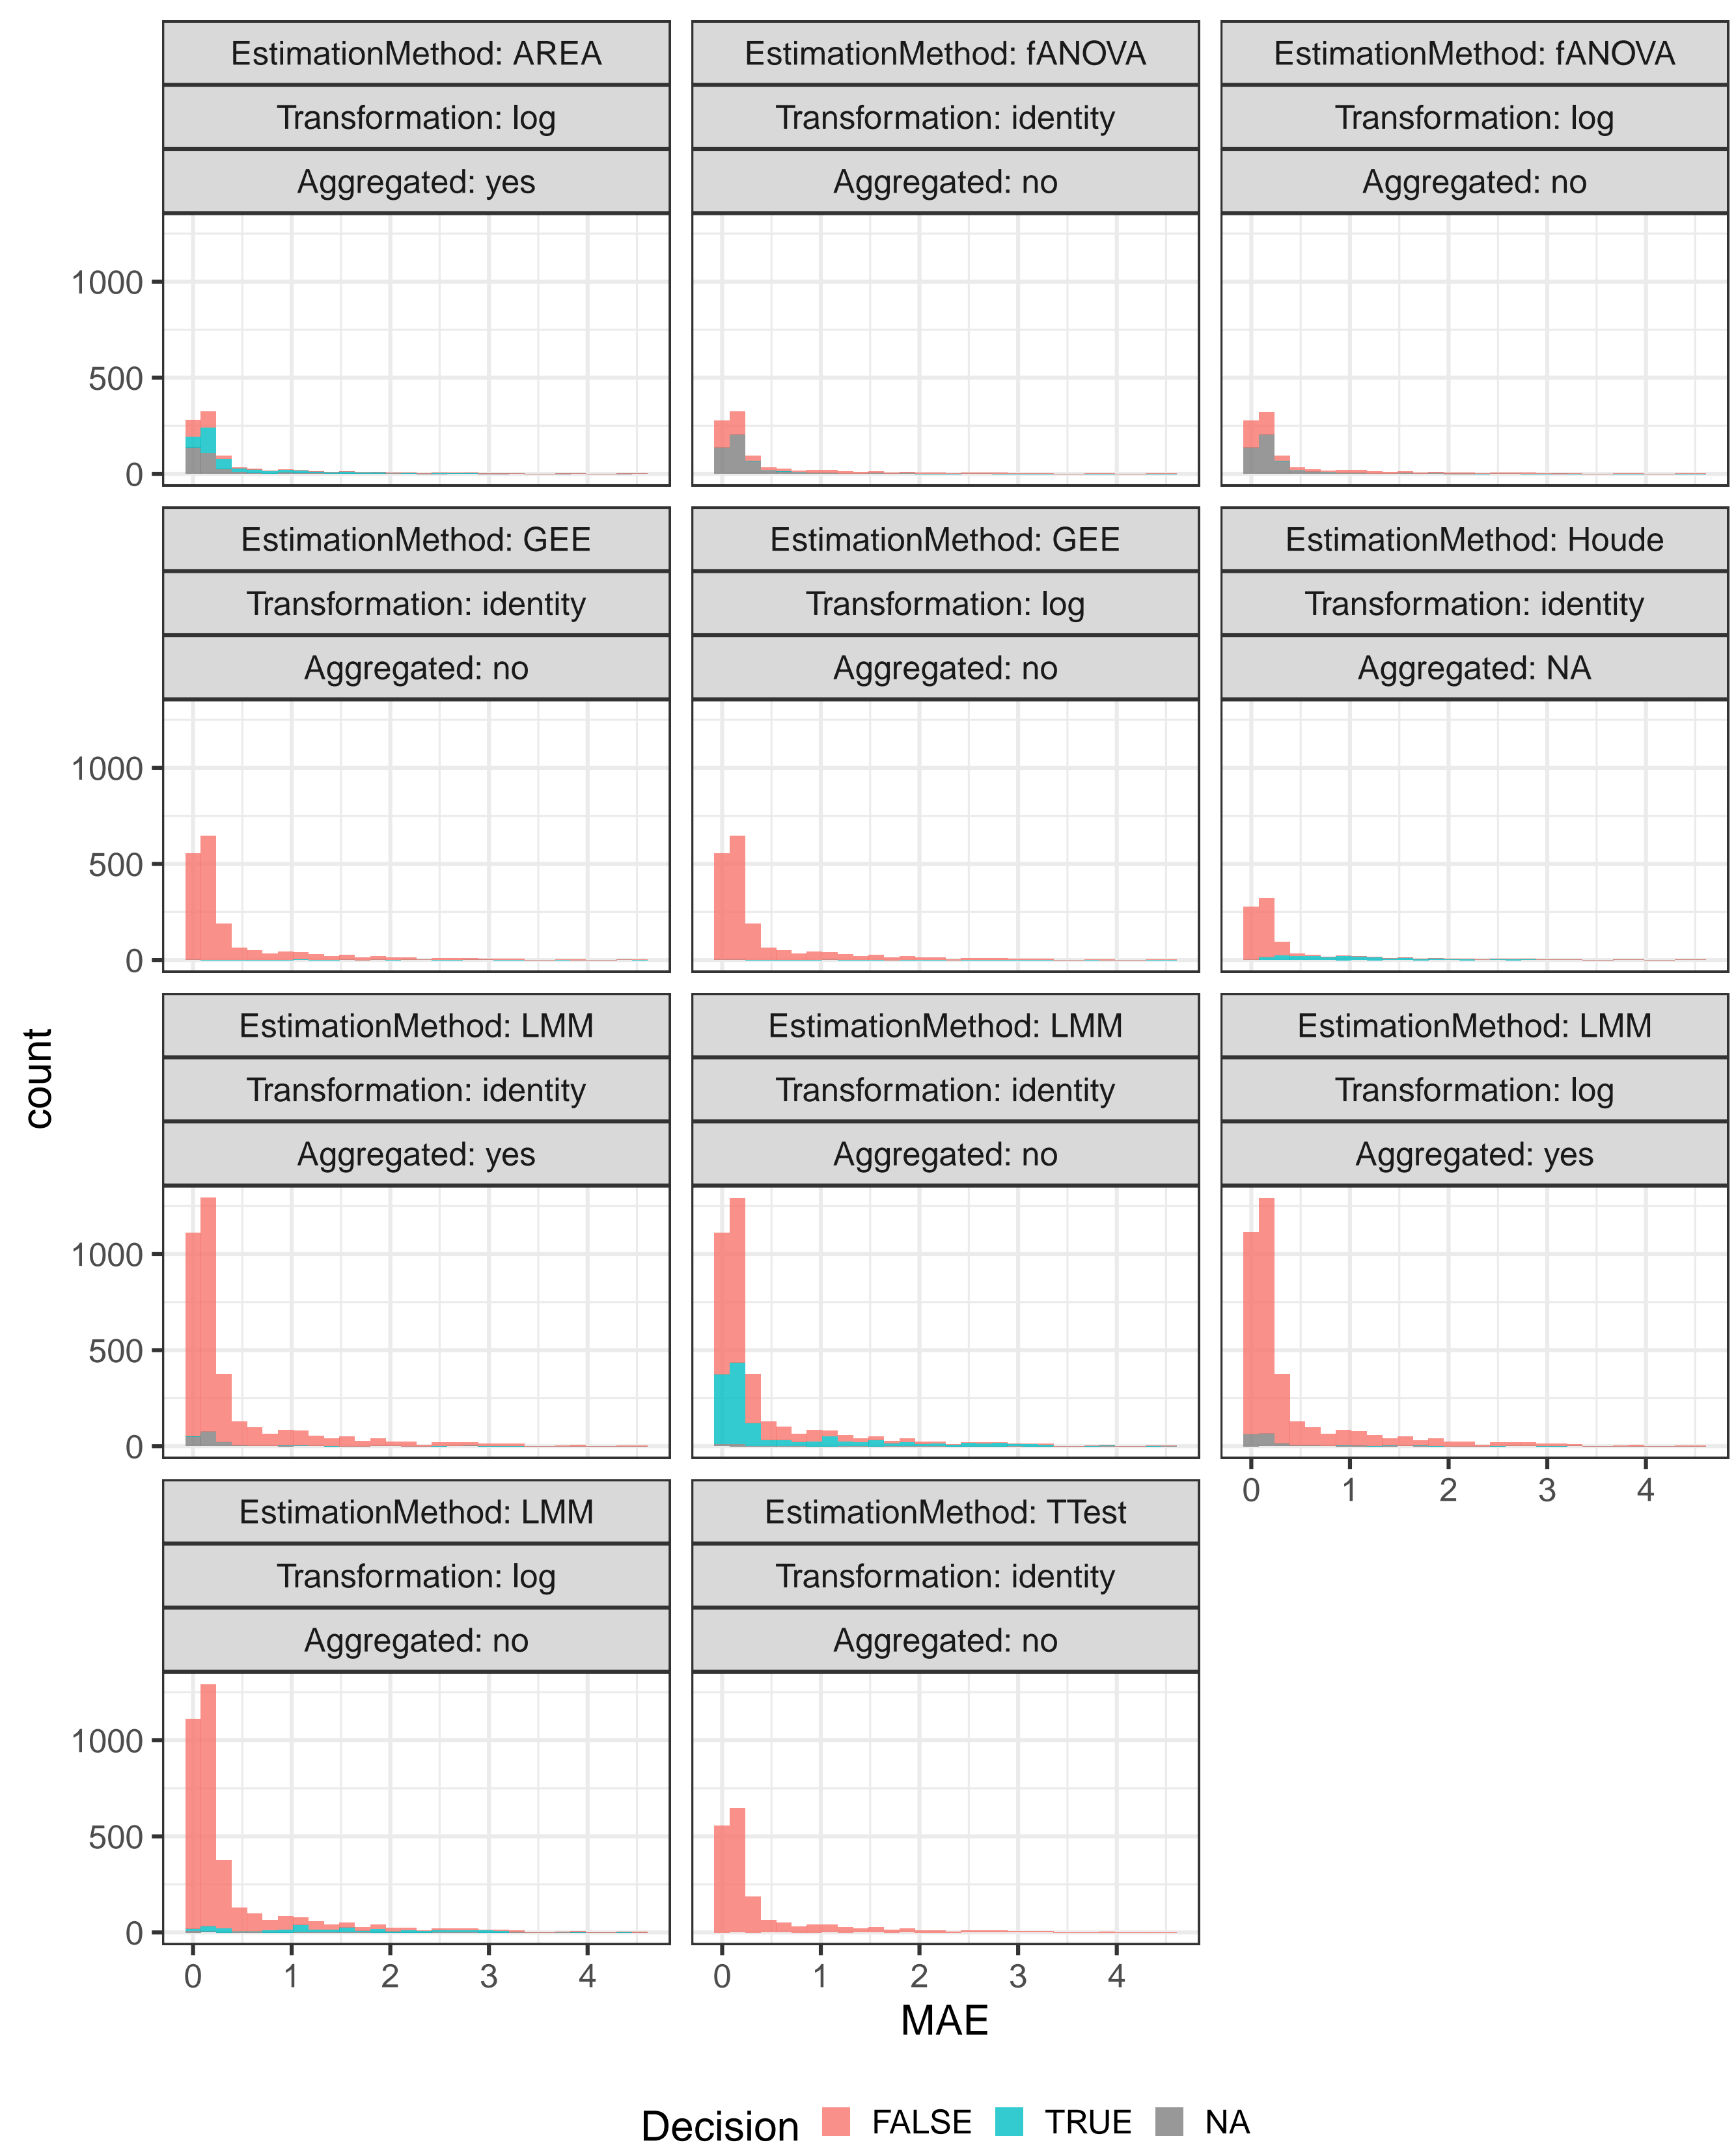 EstimationMethod: AREA
Transformation: log
Aggregated: yes
EstimationMethod: fANOVA
Transformation: identity
Aggregated: no
EstimationMethod: fANOVA
Transformation: log
Aggregated: no
1000
500
0
EstimationMethod: GEE
Transformation: identity
Aggregated: no
EstimationMethod: GEE
Transformation: log
Aggregated: no
EstimationMethod: Houde
Transformation: identity
Aggregated: NA
1000
500
0
EstimationMethod: LMM
Transformation: identity
Aggregated: yes
EstimationMethod: LMM
Transformation: identity
Aggregated: no
EstimationMethod: LMM
Transformation: log
Aggregated: yes
1000
500
0
0 1 2 3 4
EstimationMethod: LMM
Transformation: log
Aggregated: no
EstimationMethod: TTest
Transformation: identity
Aggregated: no
1000
500
0
0 1 2 3 4
0 1 2 3 4
count
MAE
Decision FALSE TRUE NA